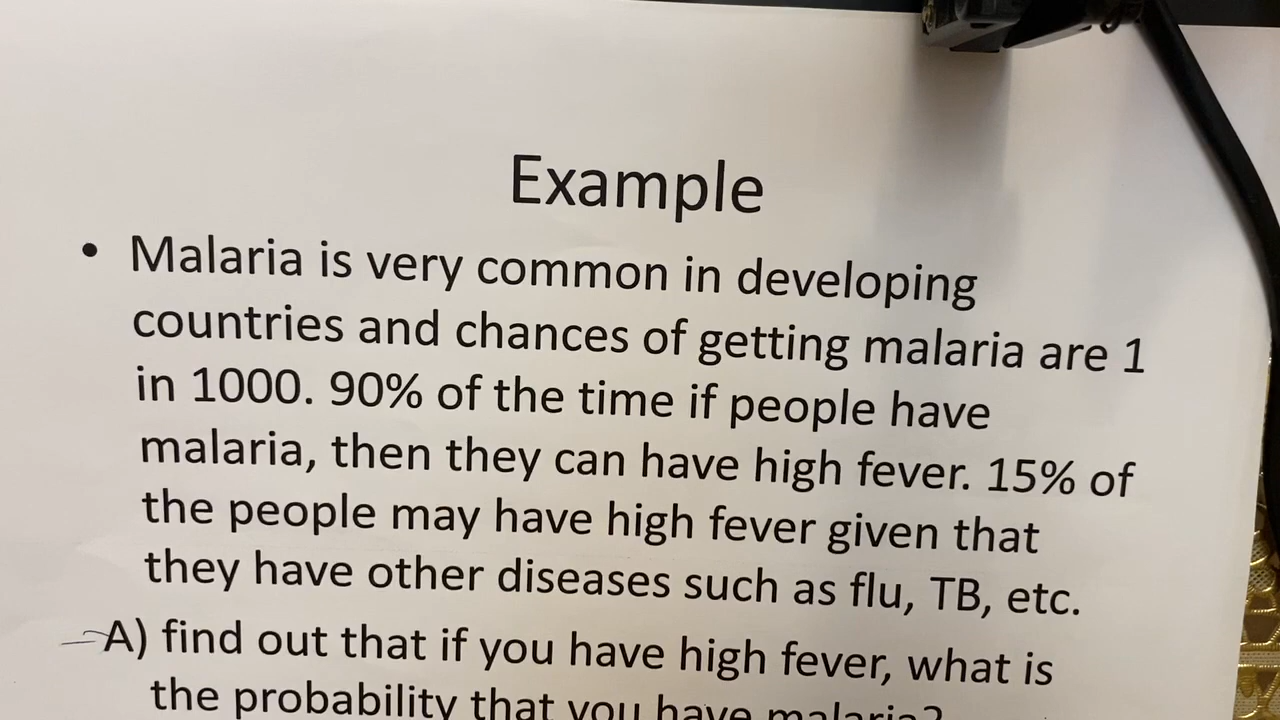 Example
• Malaria is very common in developing
countries and chances of getting malaria are 1
in 1000. 90% of the time if people have
malaria, then they can have high fever. 15% of
the people may have high fever given that
they have other diseases such as flu, TB, etc.
A) find out that if you have high fever, what is
the probability that you have malaria?